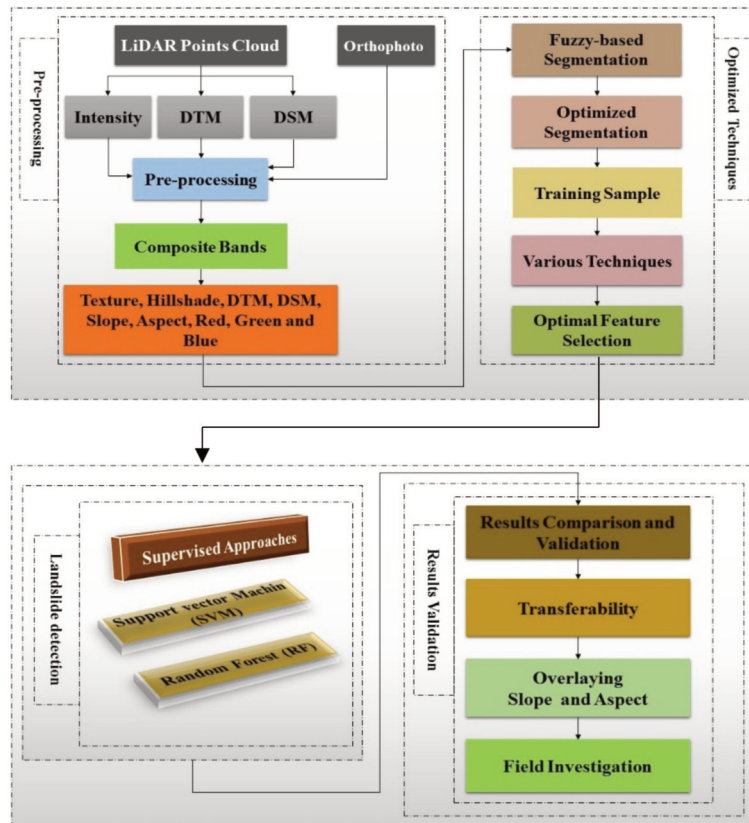 Pre-processing
LiDAR Points Cloud
Orthophoto
Intensity
DTM
DSM
Pre-processing
Composite Bands
Texture, Hillshade, DTM, DSM,
Slope, Aspect, Red, Green and
Blue
Optimized Techniques
Fuzzy-based
Segmentation
Optimized
Segmentation
Training Sample
Various Techniques
Optimal Feature
Selection
Landslide detection
Supervised Approaches
Support vector Machin
(SVM)
Random Forest (RF)
Results Validation
Results Comparison and
Validation
Transferability
Overlaying
Slope and Aspect
Field Investigation